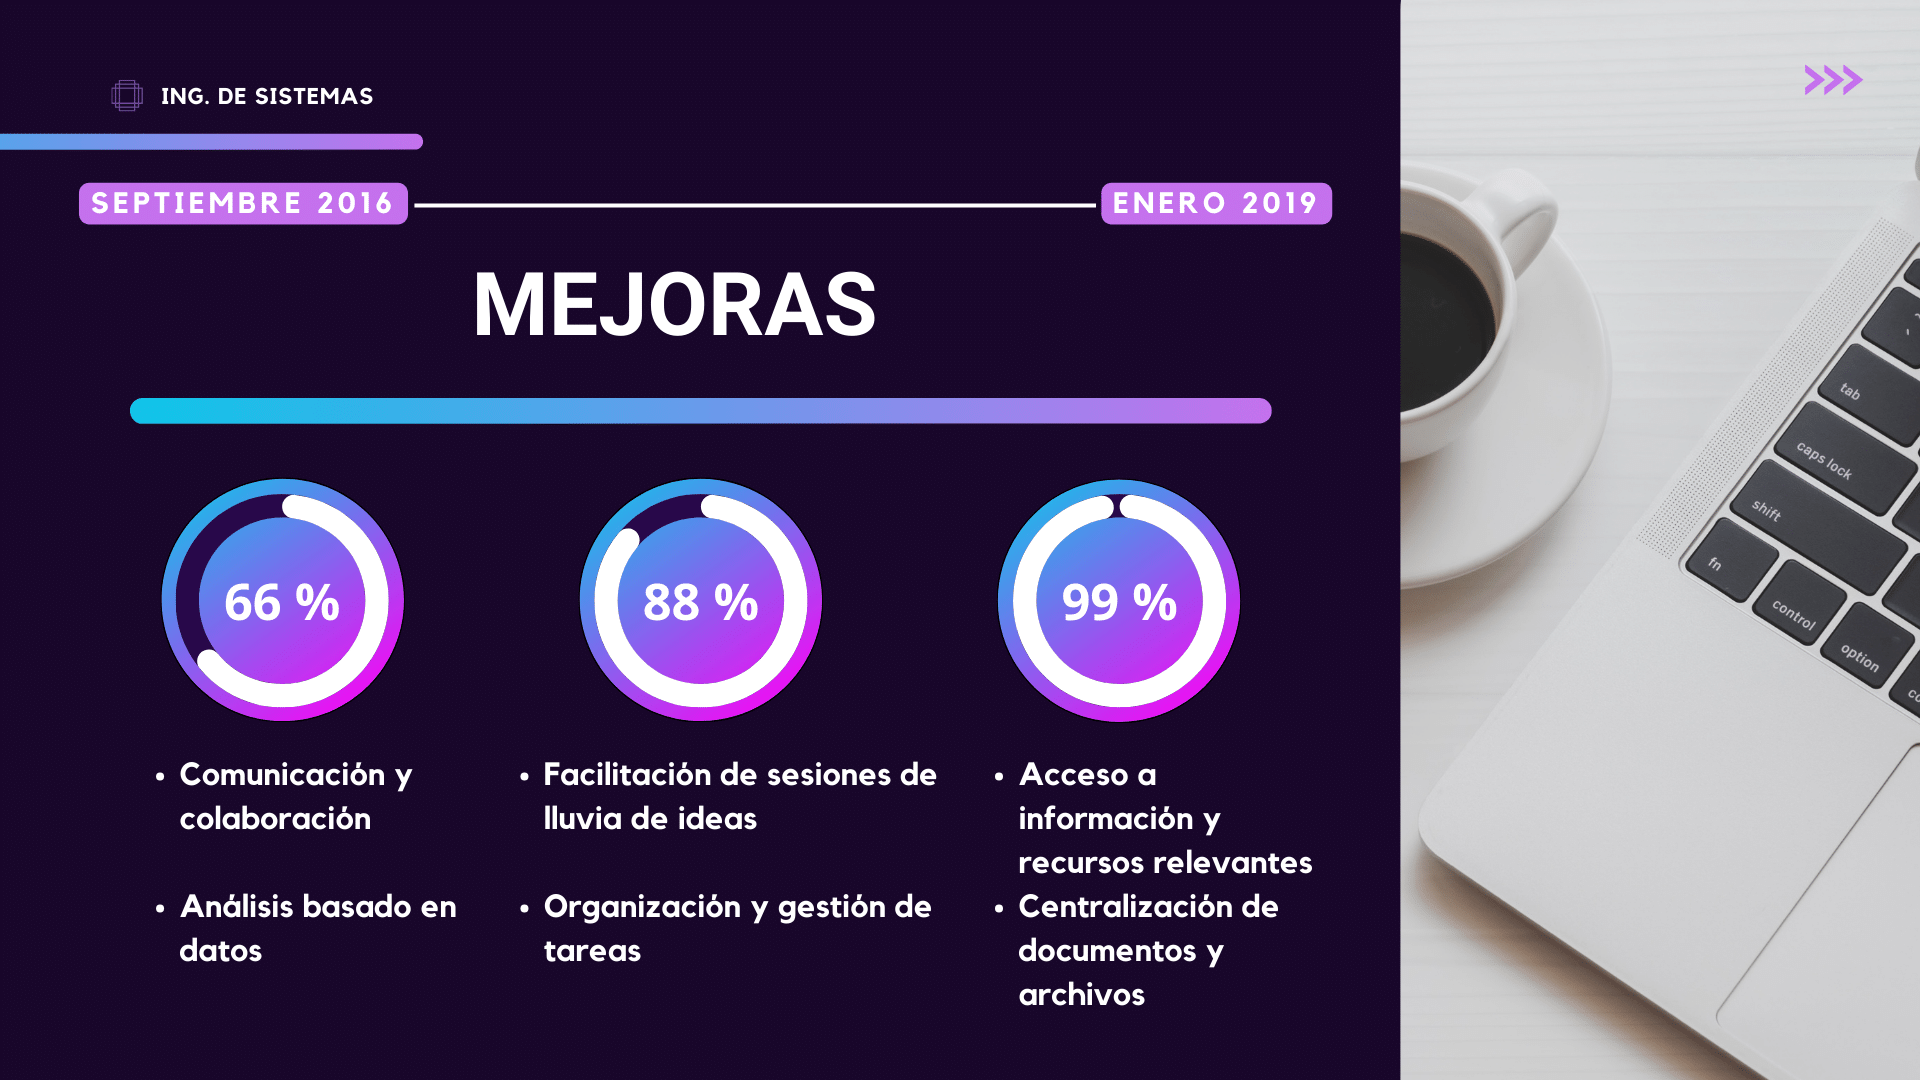 ING. DE SISTEMAS
SEPTIEMBRE 2016
ENERO 2019
MEJORAS
66 %
88 %
99 %
• Comunicación y
colaboración
• Análisis basado en
datos
• Facilitación de sesiones de
lluvia de ideas
• Organización y gestión de
tareas
• Acceso a
información y
recursos relevantes
• Centralización de
documentos y
archivos
tab
caps lock
shift
fn
control
option